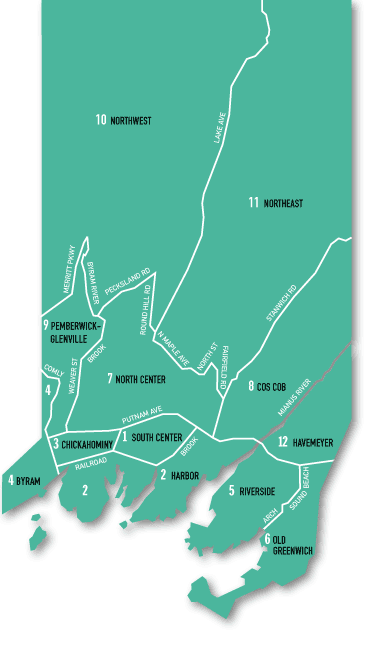 10 NORTHWEST
LAKE AVE
11 NORTHEAST
MERRITT PKWY
BYRAM RIVER
PECKSLAND RD
ROUND HILL RD
STANWICH RD
9 PEMBERWICK-
GLENVILLE
N MAPLE AVE
NORTH ST
FAIRFIELD RD
COMLY
4
WEAVER ST
BROOK
7 NORTH CENTER
8 COS COB
MIANUS RIVER
PUTNAM AVE
3 CHICKAHOMINY
1 SOUTH CENTER
BROOK
12 HAVEMEYER
RAILROAD
4 BYRAM
2
2 HARBOR
5 RIVERSIDE
SOUND BEACH
ARCH
6 OLD
GREENWICH